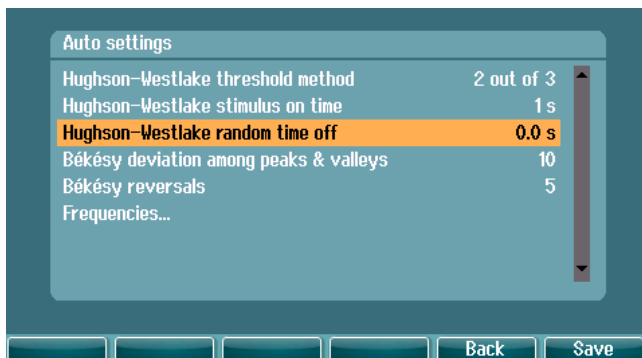 Auto settings
Hughson-Westlake threshold method 2 out of 3
Hughson-Westlake stimulus on time 1 s
Hughson-Westlake random time off 0.0 s
Békésy deviation among peaks & valleys 10
Békésy reversals 5
Frequencies...
Back Save